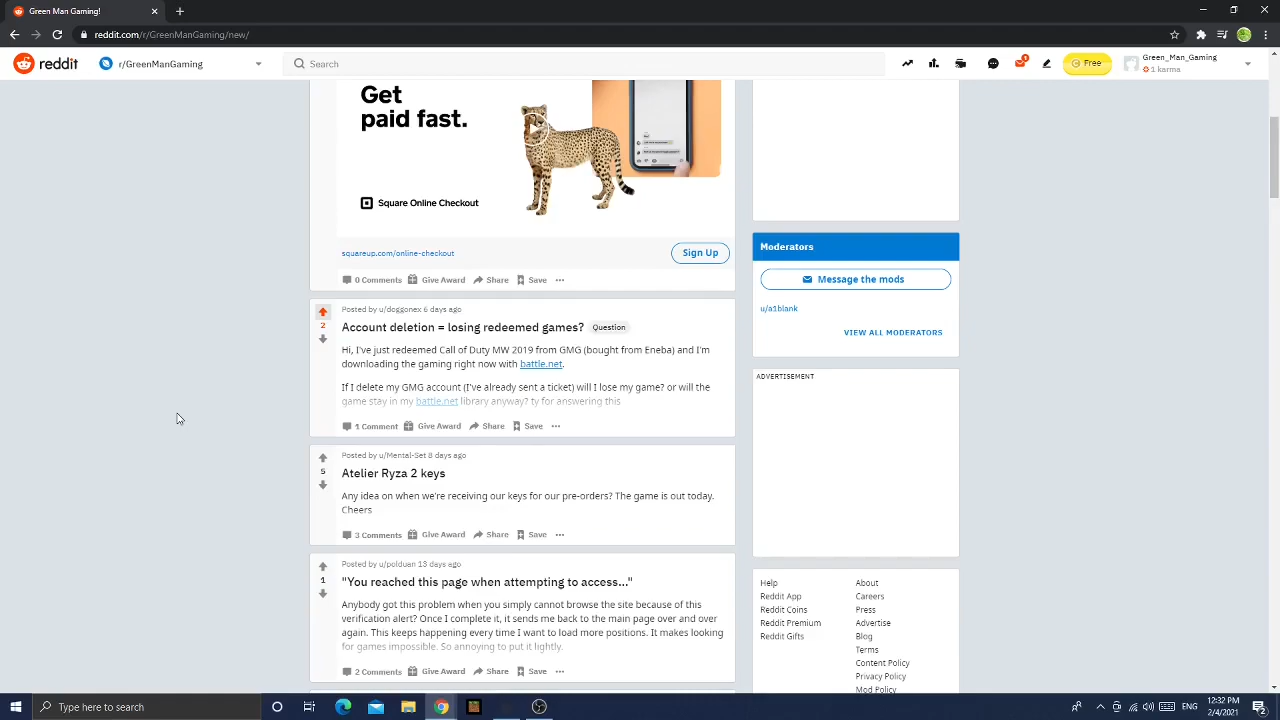 Green Man Gaming!
reddit.com/r/GreenManGaming/new/
reddit
r/GreenManGaming
Search
1
Free
Green_Man_Gaming
1 karma
Get
paid fast.
Square Online Checkout
squareup.com/online-checkout
Sign Up
0 Comments Give Award Share Save
Posted by u/doggonex 6 days ago
2
Account deletion = losing redeemed games? Question
Hi, I've just redeemed Call of Duty MW 2019 from GMG (bought from Eneba) and I'm
downloading the gaming right now with battle.net.
If I delete my GMG account (I've already sent a ticket) will I lose my game? or will the
game stay in my battle.net library anyway? ty for answering this
1 Comment Give Award Share Save
Posted by u/Mental-Set 8 days ago
5
Atelier Ryza 2 keys
Any idea on when we're receiving our keys for our pre-orders? The game is out today.
Cheers
3 Comments Give Award Share Save
Posted by u/polduan 13 days ago
1
"You reached this page when attempting to access..."
Anybody got this problem when you simply cannot browse the site because of this
verification alert? Once I complete it, it sends me back to the main page over and over
again. This keeps happening every time I want to load more positions. It makes looking
for games impossible. So annoying to put it lightly.
2 Comments Give Award Share Save
Moderators
Message the mods
u/a1blank
VIEW ALL MODERATORS
ADVERTISEMENT
Help
Reddit App
Reddit Coins
Reddit Premium
Reddit Gifts
About
Careers
Press
Advertise
Blog
Terms
Content Policy
Privacy Policy
Mod Policy
Type here to search
ENG
12:32 PM
2/4/2021